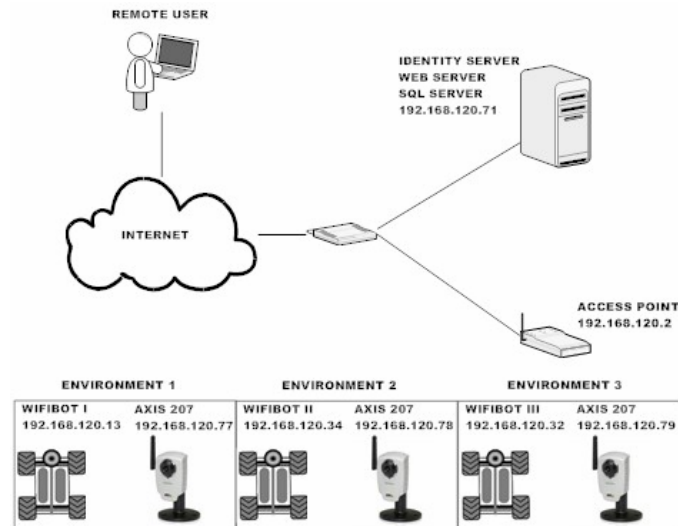 REMOTE USER
IDENTITY SERVER
WEB SERVER
SQL SERVER
192.168.120.71
INTERNET
ACCESS POINT
192.168.120.2
ENVIRONMENT 1
ENVIRONMENT 2
ENVIRONMENT 3
WIFIBOT I
192.168.120.13
AXIS 207
192.168.120.77
WIFIBOT II
192.168.120.34
AXIS 207
192.168.120.78
WIFIBOT III
192.168.120.32
AXIS 207
192.168.120.79